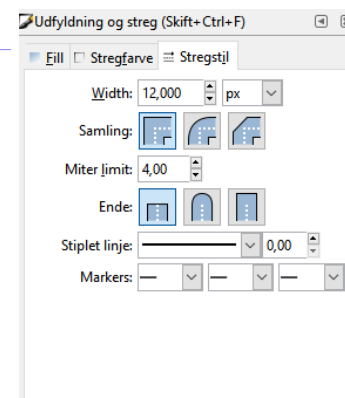 Udfyldning og streg (Skift+Ctrl+F)
Fill Stregfarve Stregstil
Width: 12,000 px
Samling:
Miter limit: 4,00
Ende:
Stiplet linje: 0,00
Markers: